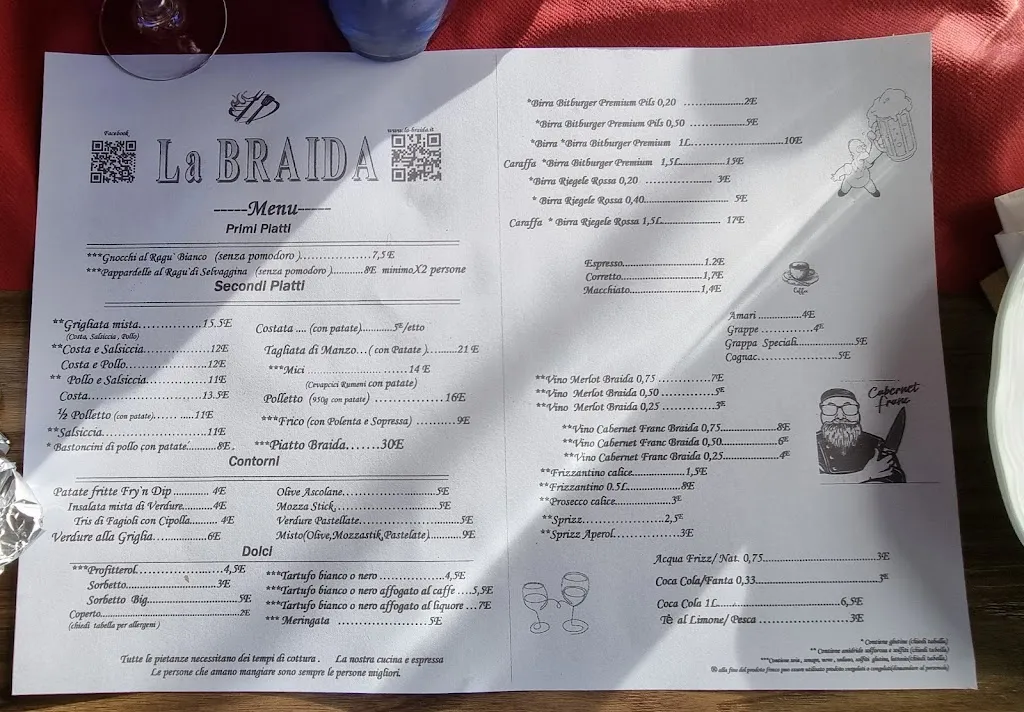 Facebook
www.la-braida.it
La BRAIDA
-----Menu-----
Primi Piatti
***Gnocchi al Ragu` Bianco (senza pomodoro )..................7,5E
***Pappardelle al Ragu'di Selvaggina (senza pomodoro )..........8E minimoX2 persone
Secondi Piatti
**Grigliata mista..............15.5E
(Costa, Salsiccia, Pollo)
**Costa e Salsiccia..............12E
Costa e Pollo..............12E
** Pollo e Salsiccia..............11E
Costa..................13.5E
½ Polletto (con patate)....... .....11E
**Salsiccia....................11E
* Bastoncini di pollo con patate.......8E.
Costata .... (con patate)..........5E/etto
Tagliata di Manzo...( con Patate )..........21 E
***Mici ........................ 14 E
(Cevapcici Rumeni con patate)
Polletto (950g con patate) ................. 16E
***Frico (con Polenta e Sopressa) .......... 9E
***Piatto Braida.......30E
Contorni
Patate fritte Fry`n Dip ............ 4E
Insalata mista di Verdure.........4E
Tris di Fagioli con Cipolla......... 4E
Verdure alla Griglia.................6E
Olive Ascolane.......................5E
Mozza Stick..........................5E
Verdure Pastellate.......................5E
Misto(Olive,Mozzastik,Pastelate)..........9E
Dolci
***Profitterol......................4,5E
Sorbetto.......................3E
Sorbetto Big.......................5E
Coperto............................2E
(chiedi tabella per allergeni)
***Tartufo bianco o nero .................4,5E
***Tartufo bianco o nero affogato al caffe ....5,5E
***Tartufo bianco o nero affogato al liquore ...7E
*** Meringata ....................5E
Tutte le pietanze necessitano dei tempi di cottura . La nostra cucina e espressa
Le persone che amano mangiare sono sempre le persone migliori.
*Birra Bitburger Premium Pils 0,20 ....................2E
*Birra Bitburger Premium Pils 0,50 ..................5E
*Birra *Birra Bitburger Premium 1L........................10E
Caraffa *Birra Bitburger Premium 1,5L...............15E
*Birra Riegele Rossa 0,20 .................. 3E
* Birra Riegele Rossa 0,40..................... 5E
Caraffa * Birra Riegele Rossa 1,5L................ 17E
Espresso.....................1.2E
Corretto.....................1,7E
Macchiato.....................1,4E
Caffee
Amari ...............4E
Grappe ...............4E
Grappa Speciali.................5E
Cognac.....................5E
**Vino Merlot Braida 0,75 ..............7E
**Vino Merlot Braida 0,50 ...............5E
** Vino Merlot Braida 0,25 ..............3E
Cabernet
franc
**Vino Cabernet Franc Braida 0,75...............8E
**Vino Cabernet Franc Braida 0,50...............6E
**Vino Cabernet Franc Braida 0,25...............4E
**Frizzantino calice......................1,5E
**Frizzantino 0.5L...................8E
**Prosecco calice...................3E
**Sprizz......................2,5E
**Sprizz Aperol...................3E
Acqua Frizz/ Nat. 0,75..........................3E
Coca Cola/Fanta 0,33............................3E
Coca Cola 1L............................6,5E
Tè al Limone/ Pesca .....................3E
* Contiene glutine (chiedi tabella)
** Contiene anidride solforosa e solfiti (chiedi tabella)